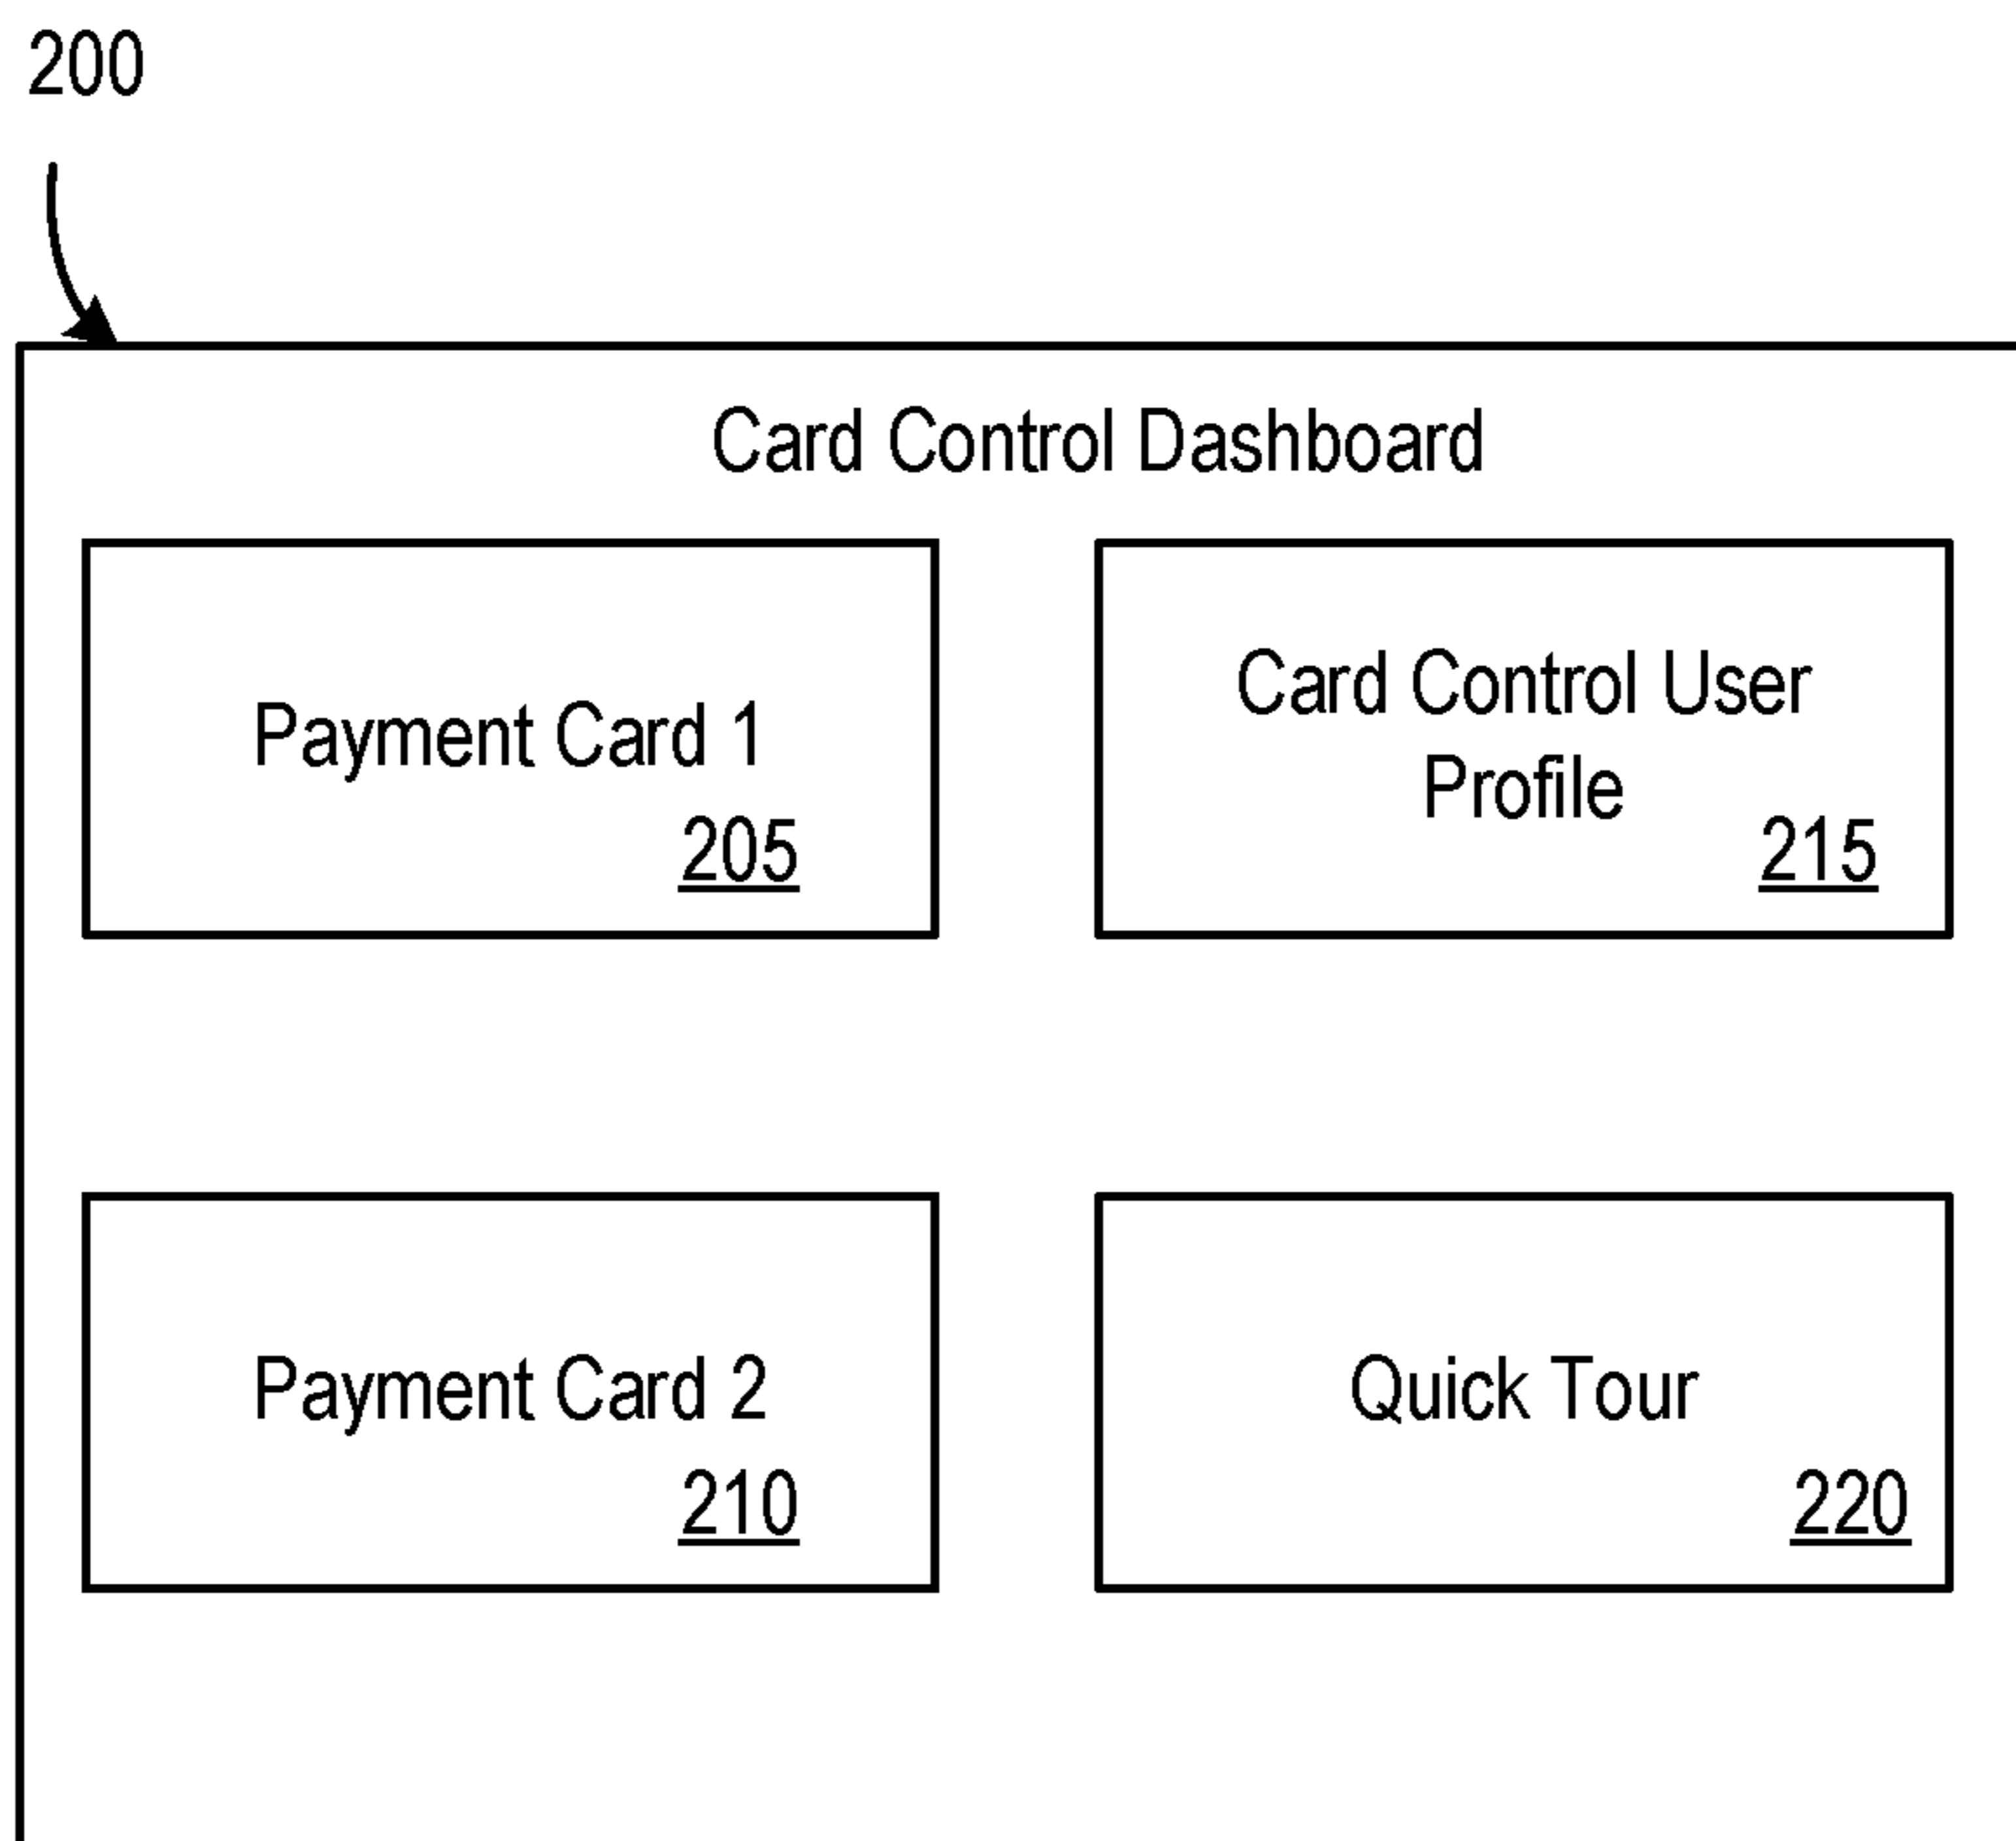 200
Card Control Dashboard
Payment Card 1
205
Card Control User
Profile
215
Payment Card 2
210
Quick Tour
220